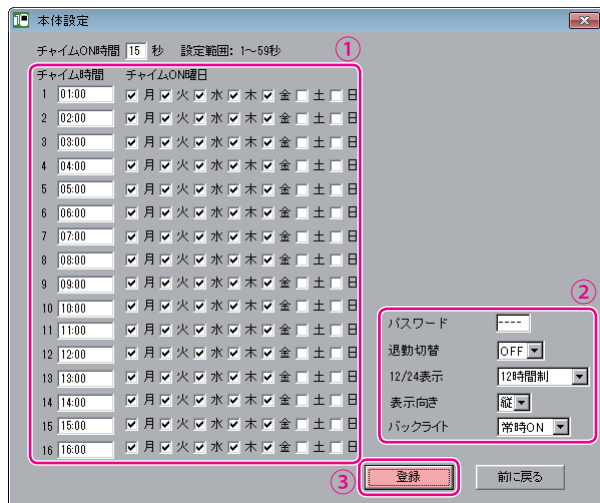 本体設定
チャイムON時間 15 秒 設定範囲: 1～59秒 ①
チャイム時間 チャイムON曜日
1 01:00 月 火 水 木 金 土 日
2 02:00 月 火 水 木 金 土 日
3 03:00 月 火 水 木 金 土 日
4 04:00 月 火 水 木 金 土 日
5 05:00 月 火 水 木 金 土 日
6 06:00 月 火 水 木 金 土 日
7 07:00 月 火 水 木 金 土 日
8 08:00 月 火 水 木 金 土 日
9 09:00 月 火 水 木 金 土 日
10 10:00 月 火 水 木 金 土 日
11 11:00 月 火 水 木 金 土 日
12 12:00 月 火 水 木 金 土 日
13 13:00 月 火 水 木 金 土 日
14 14:00 月 火 水 木 金 土 日
15 15:00 月 火 水 木 金 土 日
16 16:00 月 火 水 木 金 土 日
②
パスワード ----
退勤切替 OFF
12/24表示 12時間制
表示向き 縦
バックライト 常時ON
③ 登録 前に戻る